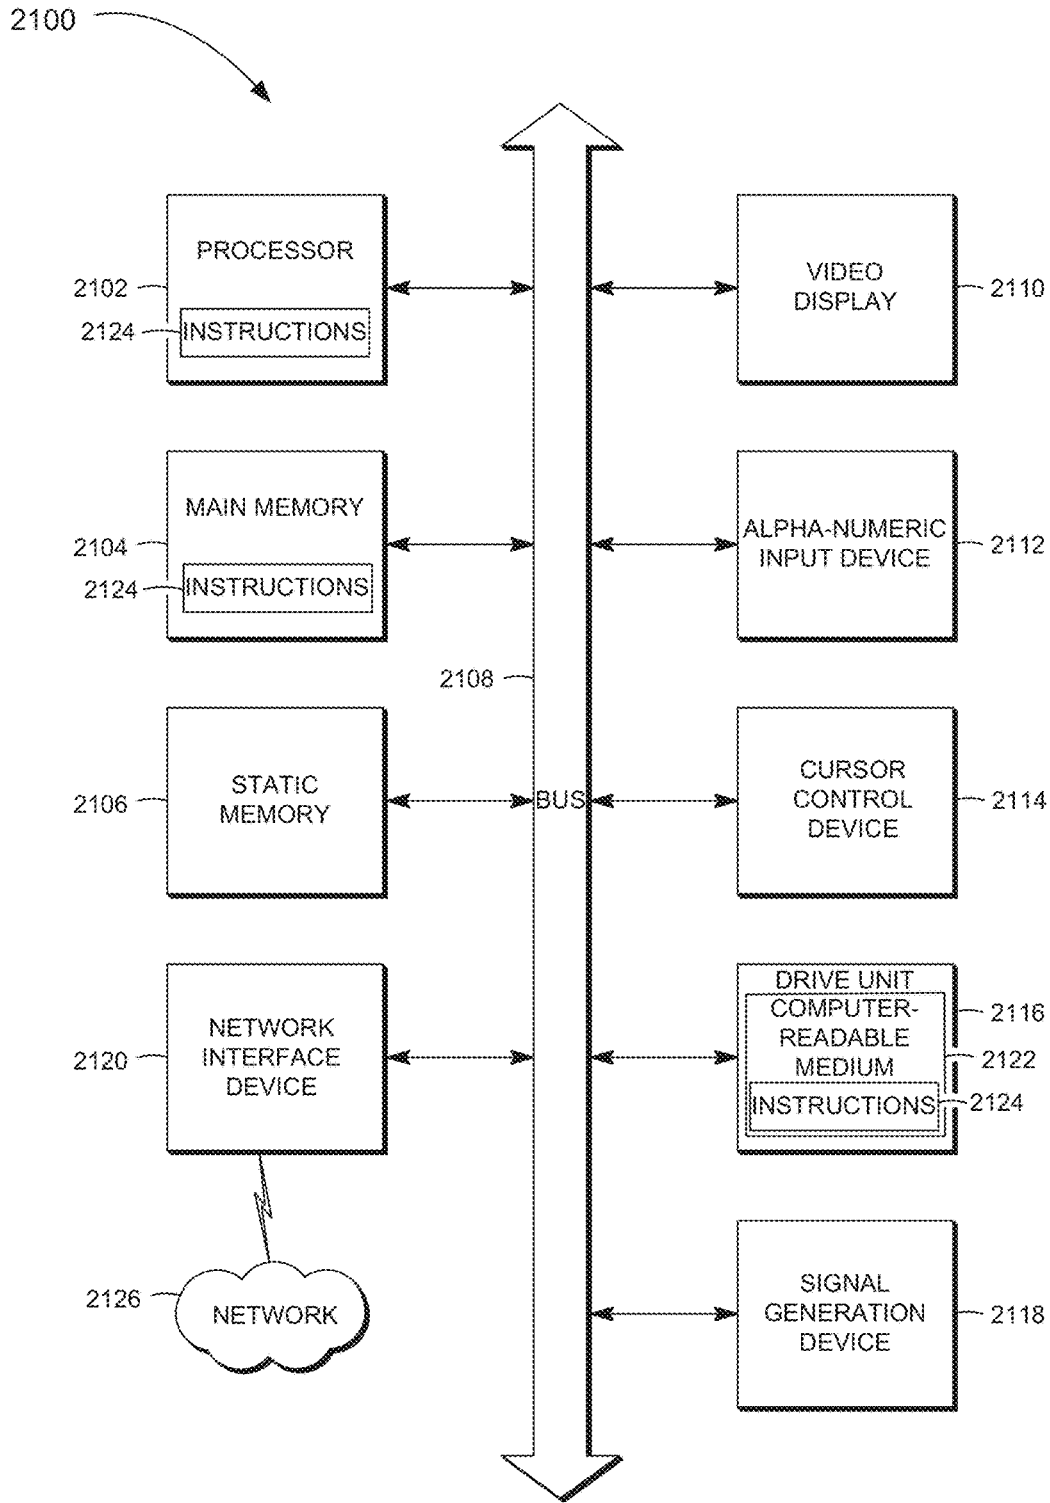 2100
PROCESSOR
2102
2124
INSTRUCTIONS
MAIN MEMORY
2104
2124
INSTRUCTIONS
2108
STATIC
MEMORY
2106
BUS
NETWORK
INTERFACE
DEVICE
2120
2126
NETWORK
VIDEO
DISPLAY
2110
ALPHA-NUMERIC
INPUT DEVICE
2112
CURSOR
CONTROL
DEVICE
2114
DRIVE UNIT
COMPUTER-
READABLE
MEDIUM
INSTRUCTIONS
2116
2122
2124
SIGNAL
GENERATION
DEVICE
2118